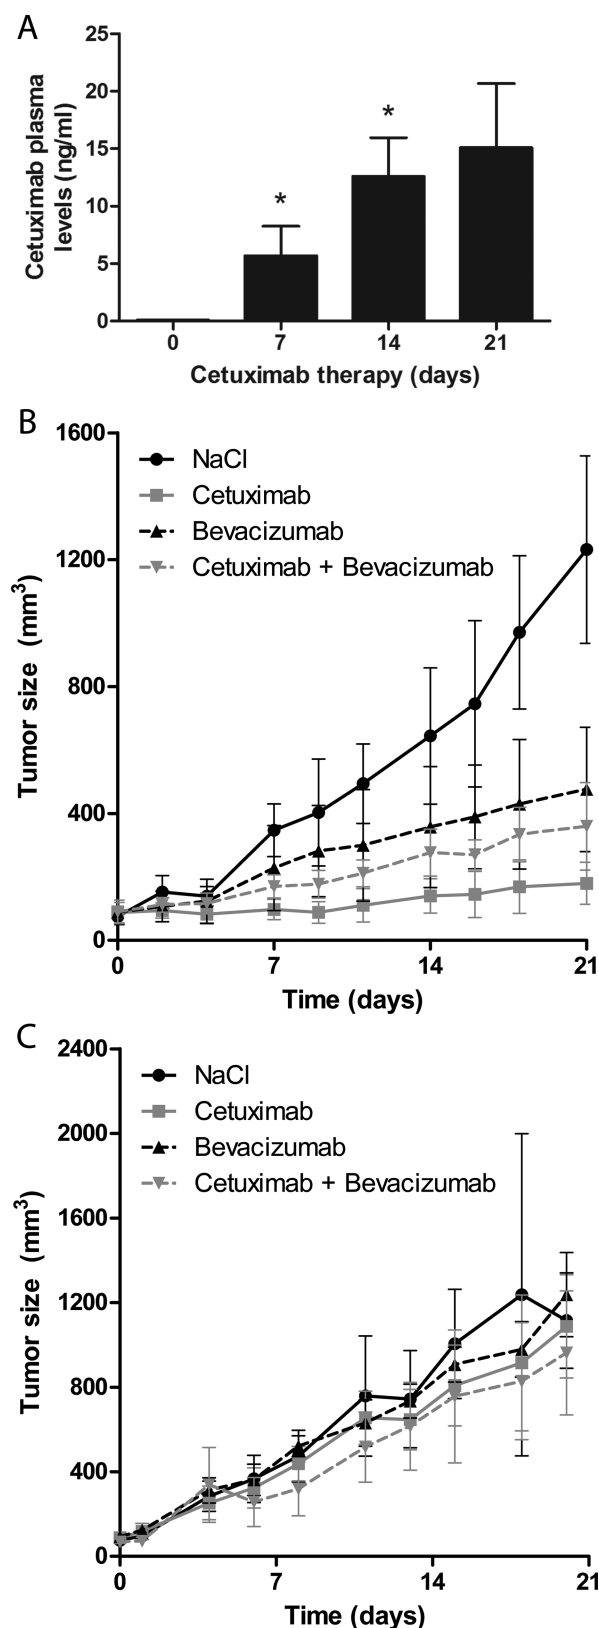 A
25
20
15
10
5
0
Cetuximab plasma
levels (ng/ml)
*
*
0 7 14 21
Cetuximab therapy (days)
B
1600
1200
800
400
0
Tumor size (mm³)
NaCl
Cetuximab
Bevacizumab
Cetuximab + Bevacizumab
0 7 14 21
Time (days)
C
2400
2000
1600
1200
800
400
0
Tumor size (mm³)
NaCl
Cetuximab
Bevacizumab
Cetuximab + Bevacizumab
0 7 14 21
Time (days)